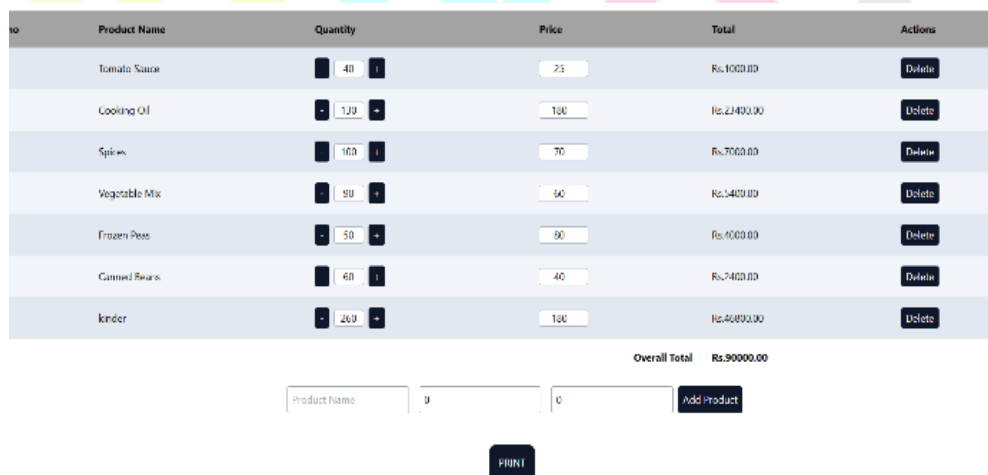 no Product Name Quantity Price Total Actions
Tomato Sauce - 40 + 25 Rs.1000.00 Delete
Cooking Oil - 130 + 180 Rs.23400.00 Delete
Spices - 100 + 70 Rs.7000.00 Delete
Vegetable Mix - 90 + 60 Rs.5400.00 Delete
Frozen Peas - 50 + 80 Rs.4000.00 Delete
Canned Beans - 60 + 40 Rs.2400.00 Delete
kinder - 260 + 180 Rs.46800.00 Delete
Overall Total Rs.90000.00
Product Name 0 0 Add Product
PRINT